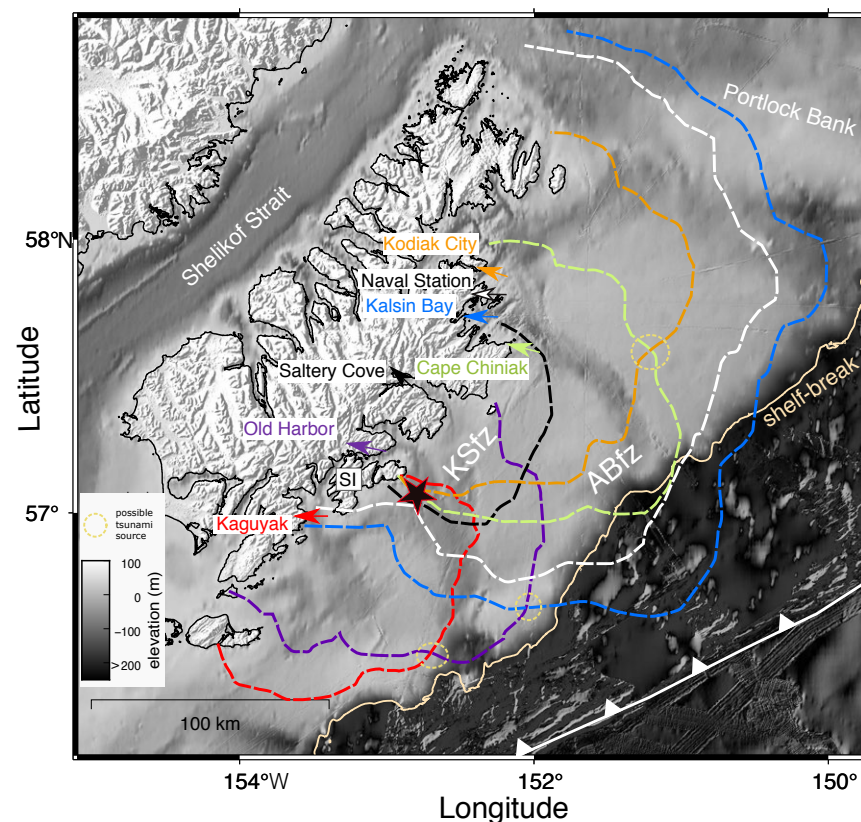 Portlock Bank
Shelikof Strait
58°N
Kodiak City
Naval Station
Kalsin Bay
Saltery Cove
Cape Chiniak
shelf-break
Old Harbor
KSfz
ABfz
SI
57°
Kaguyak
possible
tsunami
source
100
0
−100
>200
elevation (m)
100 km
Latitude
154°W
152°
150°
Longitude